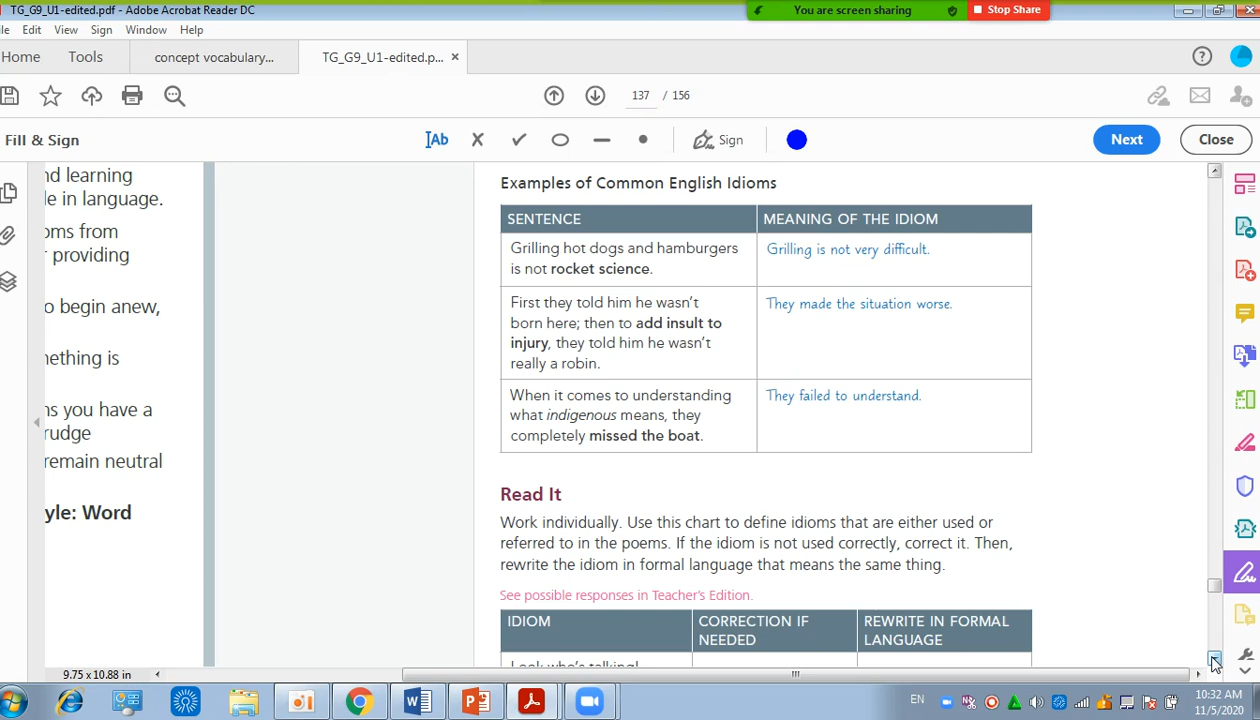 TG_G9_U1-edited.pdf - Adobe Acrobat Reader DC
You are screen sharing
Stop Share
Edit View Sign Window Help
Home Tools concept vocabulary... TG_G9_U1-edited.p... ×
137 / 156
Fill & Sign
Ab
Sign
Next
Close
nd learning
le in language.
oms from
r providing
o begin anew,
nething is
ns you have a
rudge
remain neutral
yle: Word
Examples of Common English Idioms
SENTENCE MEANING OF THE IDIOM
Grilling hot dogs and hamburgers
is not rocket science.
Grilling is not very difficult.
First they told him he wasn't
born here; then to add insult to
injury, they told him he wasn't
really a robin.
They made the situation worse.
When it comes to understanding
what indigenous means, they
completely missed the boat.
They failed to understand.
Read It
Work individually. Use this chart to define idioms that are either used or
referred to in the poems. If the idiom is not used correctly, correct it. Then,
rewrite the idiom in formal language that means the same thing.
See possible responses in Teacher's Edition.
IDIOM
CORRECTION IF
NEEDED
REWRITE IN FORMAL
LANGUAGE
Look who's talking!
9.75 x 10.88 in
EN
10:32 AM
11/5/2020